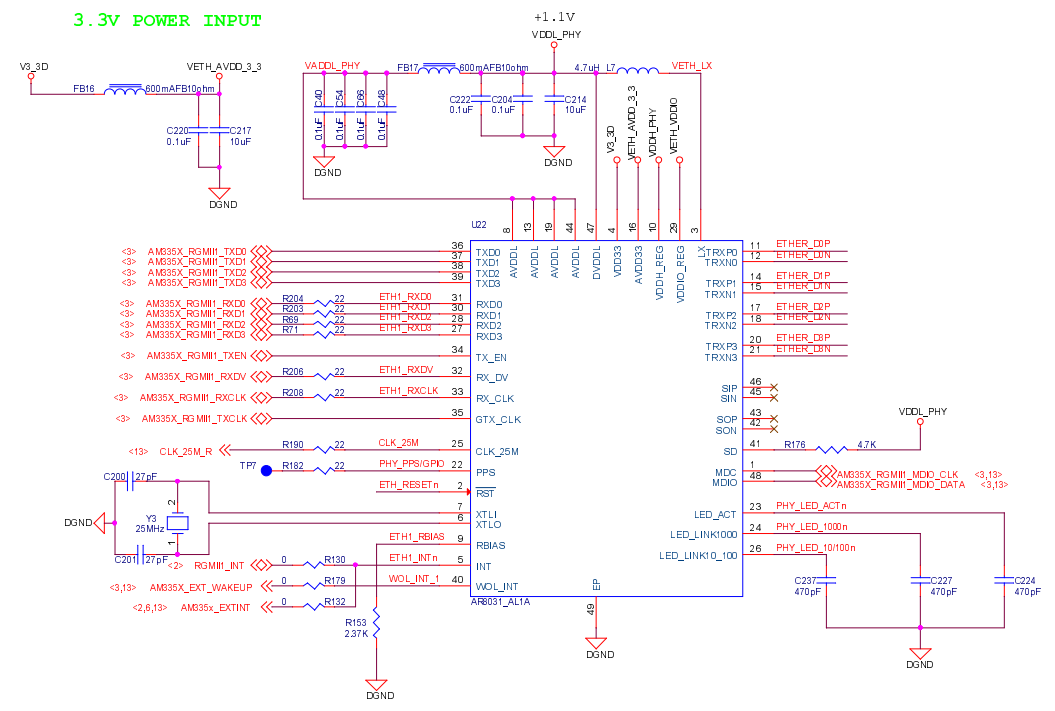 3.3V POWER INPUT
+1.1V
VDDL_PHY
V3_3D
VETH_AVDD_3_3
FB16
600mAFB10ohm
C220
0.1uF
C217
10uF
DGND
VADDL_PHY
FB17
600mAFB10ohm
4.7uH
L7
VETH_LX
C40
0.1uF
C54
0.1uF
C66
0.1uF
C48
0.1uF
DGND
C222
0.1uF
C204
0.1uF
C214
10uF
DGND
V3_3D
VETH_AVDD_3_3
VDDH_PHY
VETH_VDDIO
U22
8
13
19
44
47
4
16
10
29
3
AVDDL
AVDDL
AVDDL
AVDDL
DVDDL
VDD33
AVDD33
VDDH_REG
VDDIO_REG
LX
<3> AM335X_RGMII1_TXD0 36 TXD0
<3> AM335X_RGMII1_TXD1 37 TXD1
<3> AM335X_RGMII1_TXD2 38 TXD2
<3> AM335X_RGMII1_TXD3 39 TXD3
<3> AM335X_RGMII1_RXD0 R204 22 ETH1_RXD0 31 RXD0
<3> AM335X_RGMII1_RXD1 R203 22 ETH1_RXD1 30 RXD1
<3> AM335X_RGMII1_RXD2 R69 22 ETH1_RXD2 28 RXD2
<3> AM335X_RGMII1_RXD3 R71 22 ETH1_RXD3 27 RXD3
<3> AM335X_RGMII1_TXEN 34 TX_EN
<3> AM335X_RGMII1_RXDV R206 22 ETH1_RXDV 32 RX_DV
<3> AM335X_RGMII1_RXCLK R208 22 ETH1_RXCLK 33 RX_CLK
<3> AM335X_RGMII1_TXCLK 35 GTX_CLK
<13> CLK_25M_R R190 22 CLK_25M 25 CLK_25M
TP7 R182 22 PHY_PPS/GPIO 22 PPS
ETH_RESETn 2 RST
7 XTLI
6 XTLO
C200 27pF
DGND
2
Y3
25MHz
1
C201 27pF
ETH1_RBIAS 9 RBIAS
<2> RGMII1_INT 0 R130 ETH1_INTn 5 INT
<3,13> AM335X_EXT_WAKEUP 0 R179 WOL_INT_1 40 WOL_INT
<2,6,13> AM335x_EXTINT 0 R132
R153
2.37K
DGND
AR8031_AL1A
EP
49
DGND
TRXP0 11 ETHER_D0P
TRXN0 12 ETHER_D0N
TRXP1 14 ETHER_D1P
TRXN1 15 ETHER_D1N
TRXP2 17 ETHER_D2P
TRXN2 18 ETHER_D2N
TRXP3 20 ETHER_D3P
TRXN3 21 ETHER_D3N
SIP 46
SIN 45
SOP 43
SON 42
SD 41 R176 4.7K
VDDL_PHY
MDC 1 AM335X_RGMII1_MDIO_CLK <3,13>
MDIO 48 AM335X_RGMII1_MDIO_DATA <3,13>
LED_ACT 23 PHY_LED_ACTn
LED_LINK1000 24 PHY_LED_1000n
LED_LINK10_100 26 PHY_LED_10/100n
C237
470pF
C227
470pF
C224
470pF
DGND